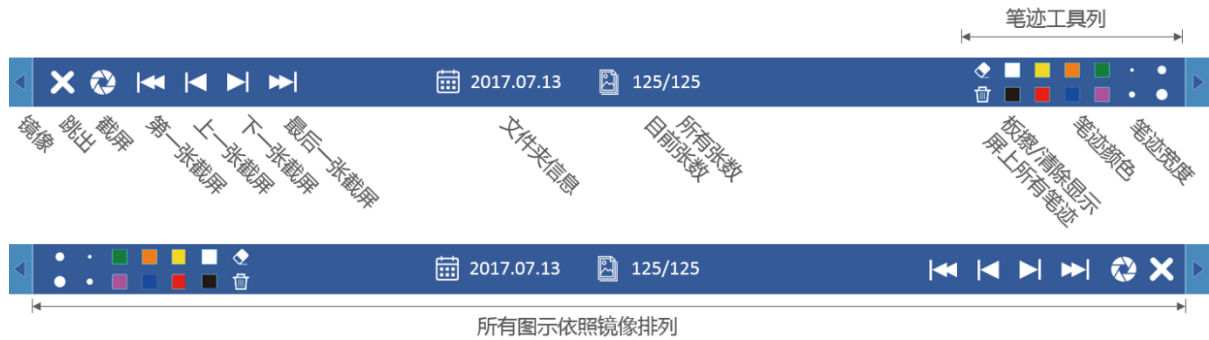 笔迹工具列
2017.07.13
125/125
镜像
跳出
截屏
第一张截屏
上一张截屏
下一张截屏
最后一张截屏
文件夹信息
目前张数
所有张数
板擦/清除显示
屏上所有笔迹
笔迹颜色
笔迹宽度
2017.07.13
125/125
所有图示依照镜像排列